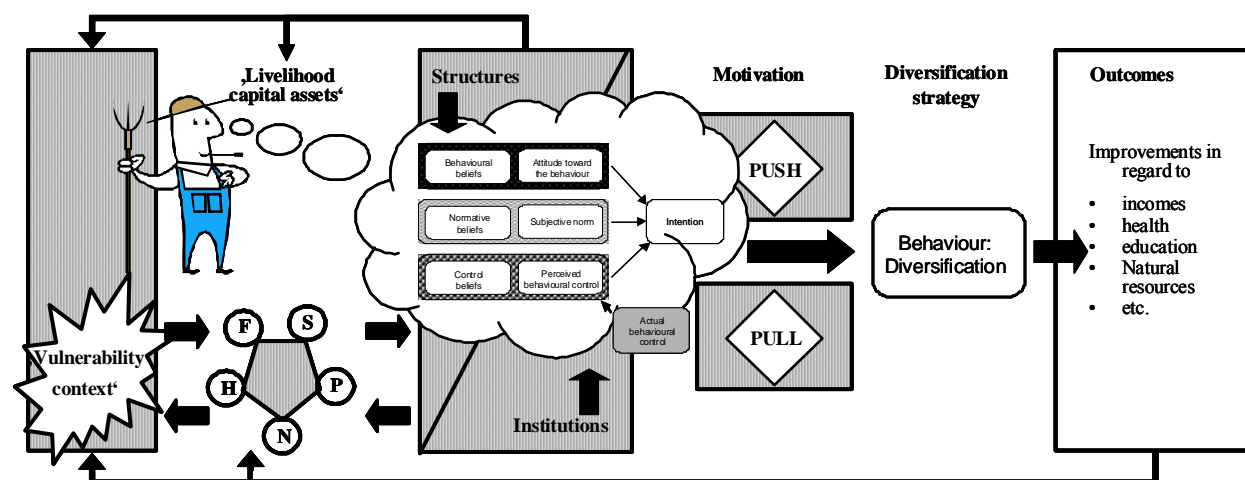 ‚Livelihood
capital assets‘
Structures
Motivation
Diversification
strategy
Outcomes
Behavioural
beliefs
Attitude toward
the behaviour
Normative
beliefs
Subjective norm
Control
beliefs
Perceived
behavioural control
Intention
Actual
behavioural
control
PUSH
PULL
Behaviour:
Diversification
Improvements in
regard to
• incomes
• health
• education
• Natural
resources
• etc.
Vulnerability
context‘
F
S
H
P
N
Institutions